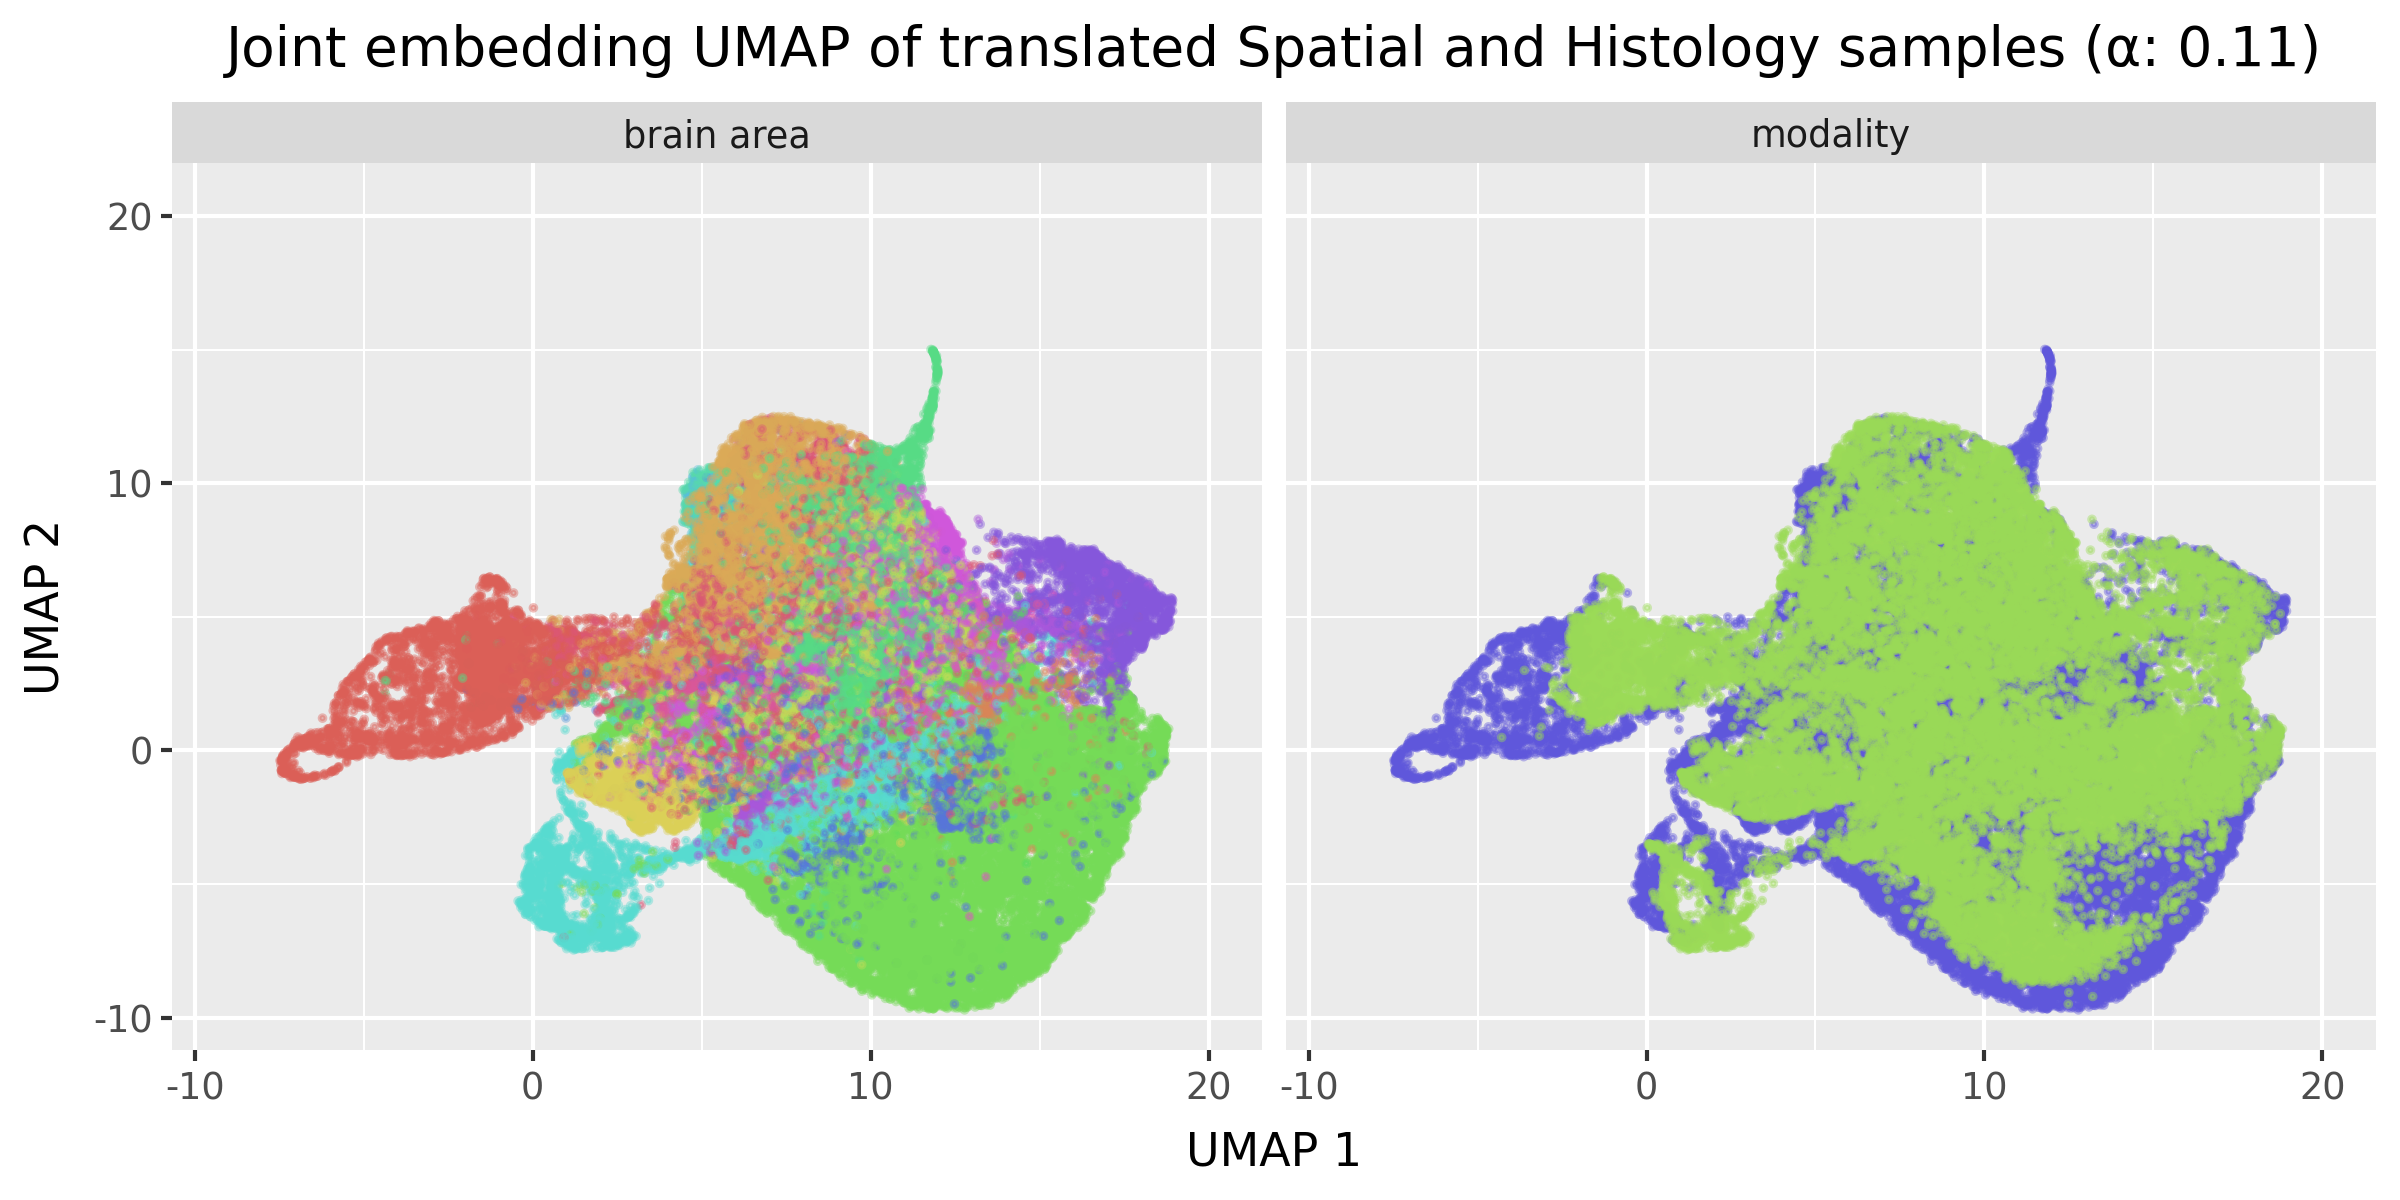 Joint embedding UMAP of translated Spatial and Histology samples (α: 0.11)
brain area
modality
20
10
0
-10
UMAP 2
-10 0 10 20 -10 0 10 20
UMAP 1